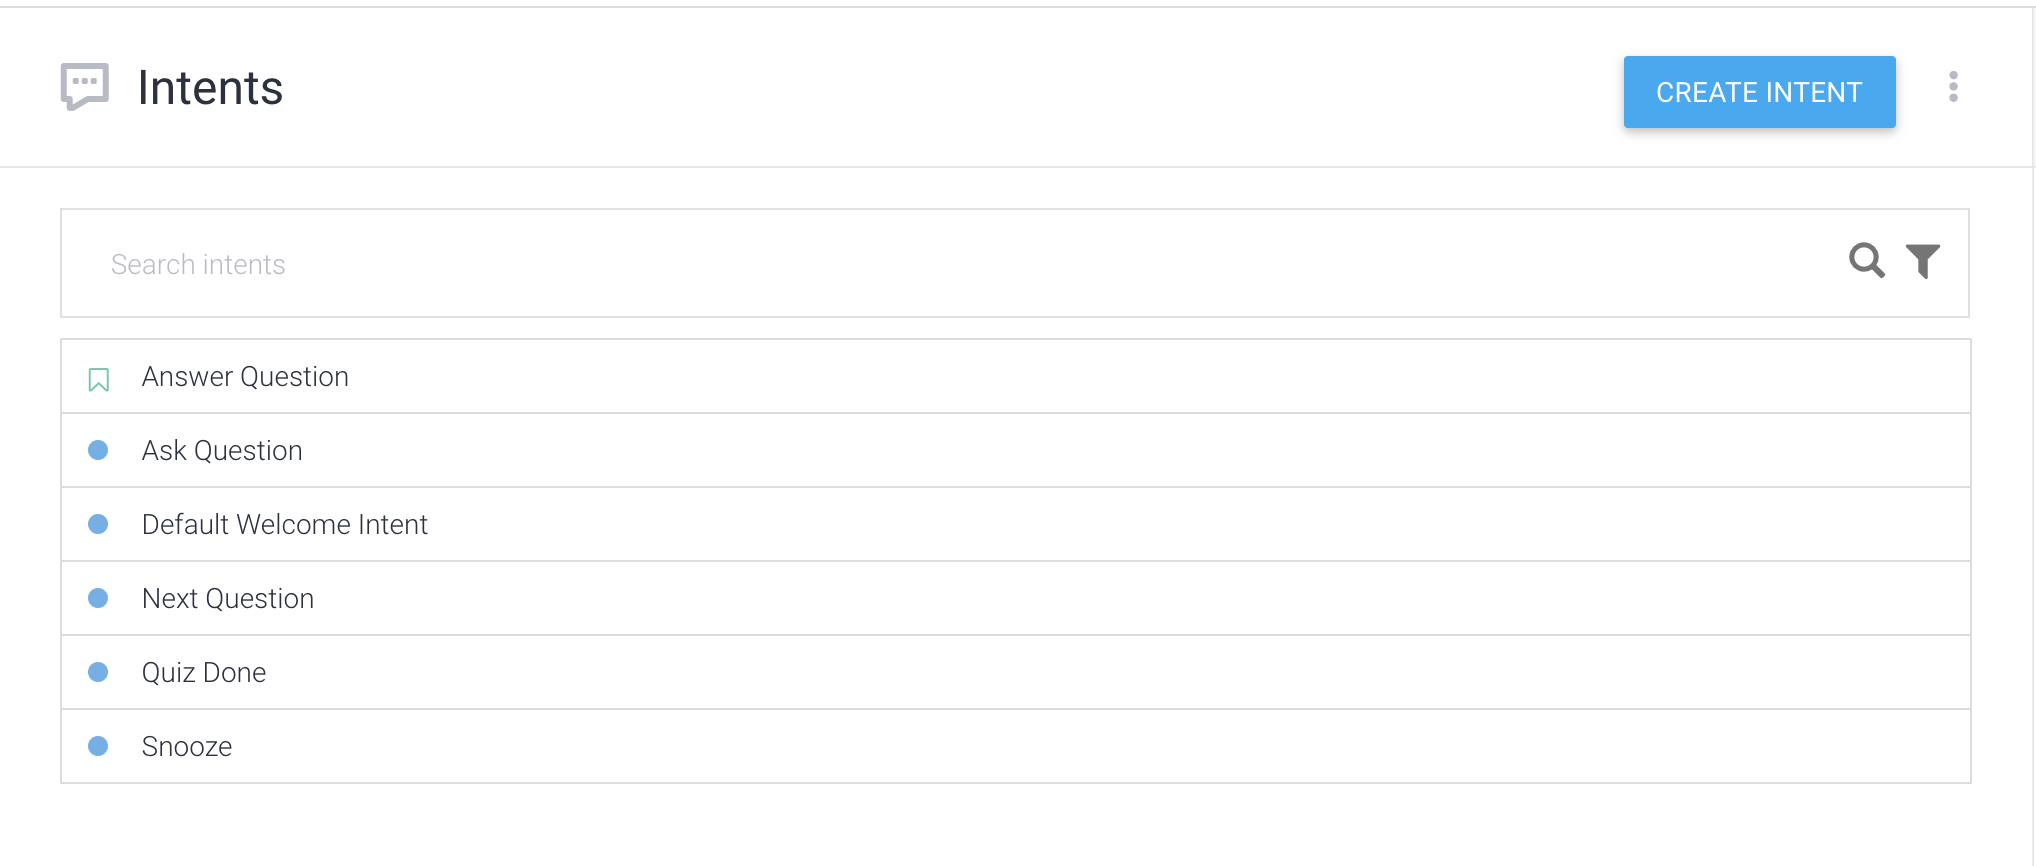 Intents
CREATE INTENT
Search intents
Answer Question
Ask Question
Default Welcome Intent
Next Question
Quiz Done
Snooze